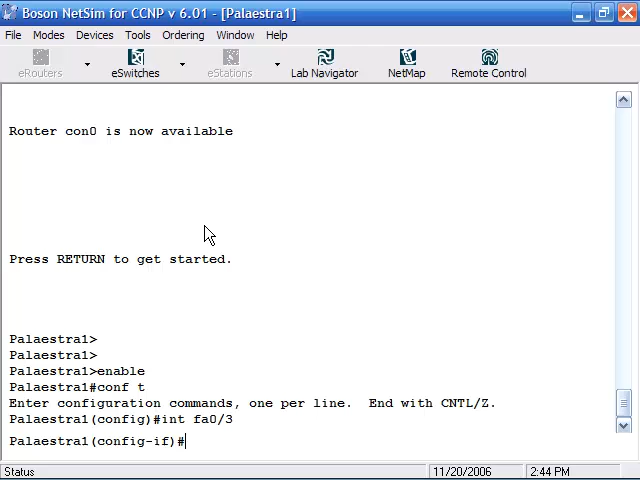 Boson NetSim for CCNP v 6.01 - [Palaestra1]
File Modes Devices Tools Ordering Window Help
eRouters eSwitches eStations Lab Navigator NetMap Remote Control
Router con0 is now available
Press RETURN to get started.
Palaestra1>
Palaestra1>
Palaestra1>enable
Palaestra1#conf t
Enter configuration commands, one per line.  End with CNTL/Z.
Palaestra1(config)#int fa0/3
Palaestra1(config-if)#
Status 11/20/2006 2:44 PM